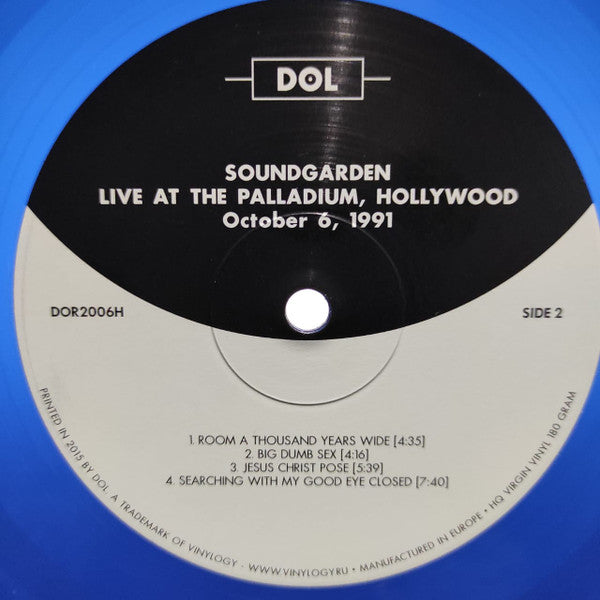 DOL
SOUNDGARDEN
LIVE AT THE PALLADIUM, HOLLYWOOD
October 6, 1991
DOR2006H
SIDE 2
1. ROOM A THOUSAND YEARS WIDE [4:35]
2. BIG DUMB SEX [4:16]
3. JESUS CHRIST POSE [5:39]
4. SEARCHING WITH MY GOOD EYE CLOSED [7:40]
PRINTED IN 2015 BY DOL. A TRADEMARK OF VINYLOGY · WWW.VINYLOGY.RU • MANUFACTURED IN EUROPE • HQ VIRGIN VINYL 180 GRAM